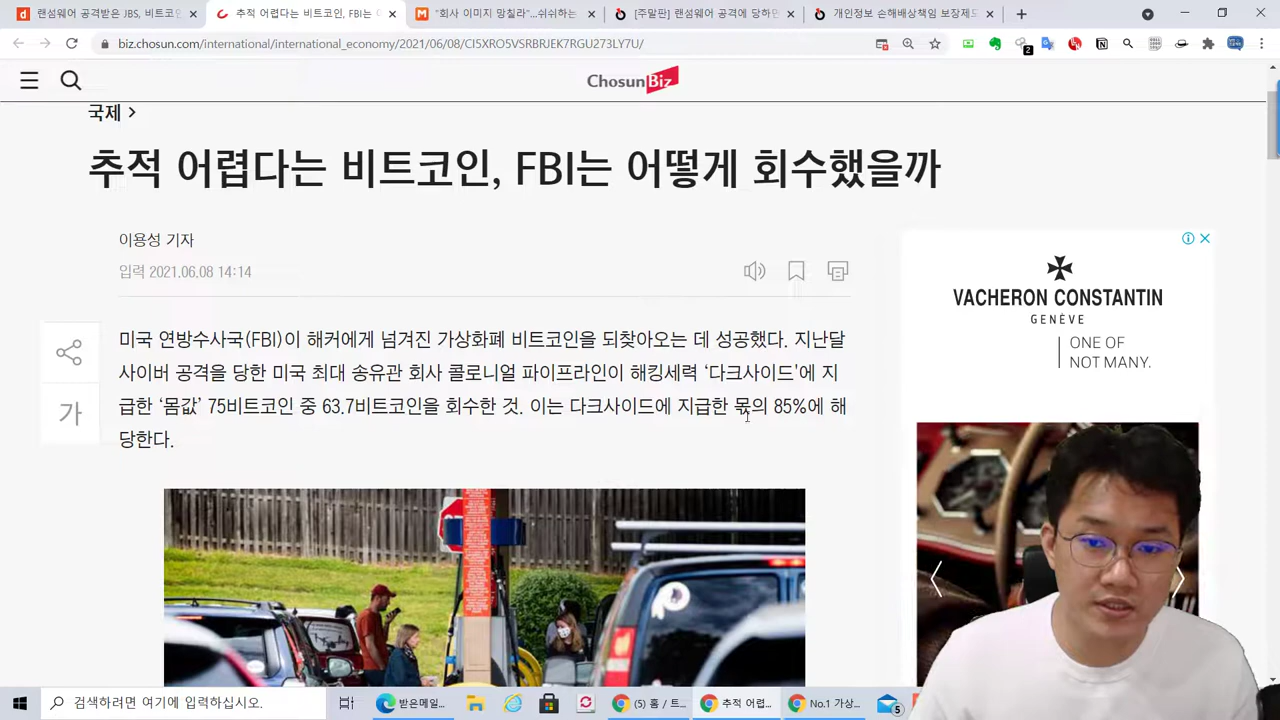 랜섬웨어 공격받은 JBS, 비트코인
추적 어렵다는 비트코인, FBI는 어
"회사 이미지 망칠라"…쉬쉬하는
[주말판] 랜섬웨어 공격에 당하면
개인정보 손해배상책임 보장제도
biz.chosun.com/international/international_economy/2021/06/08/CI5XRO5VSRBRJEK7RGU273LY7U/
2
ChosunBiz
국제 >
추적 어렵다는 비트코인, FBI는 어떻게 회수했을까
이용성 기자
입력 2021.06.08 14:14
미국 연방수사국(FBI)이 해커에게 넘겨진 가상화폐 비트코인을 되찾아오는 데 성공했다. 지난달
사이버 공격을 당한 미국 최대 송유관 회사 콜로니얼 파이프라인이 해킹세력 ‘다크사이드'에 지
급한 ‘몸값’ 75비트코인 중 63.7비트코인을 회수한 것. 이는 다크사이드에 지급한 몫의 85%에 해
당한다.
가
VACHERON CONSTANTIN
GENÈVE
ONE OF
NOT MANY.
검색하려면 여기에 입력하십시오.
받은메일...
(5) 홈 / 트...
추적 어렵...
No.1 가상...
5